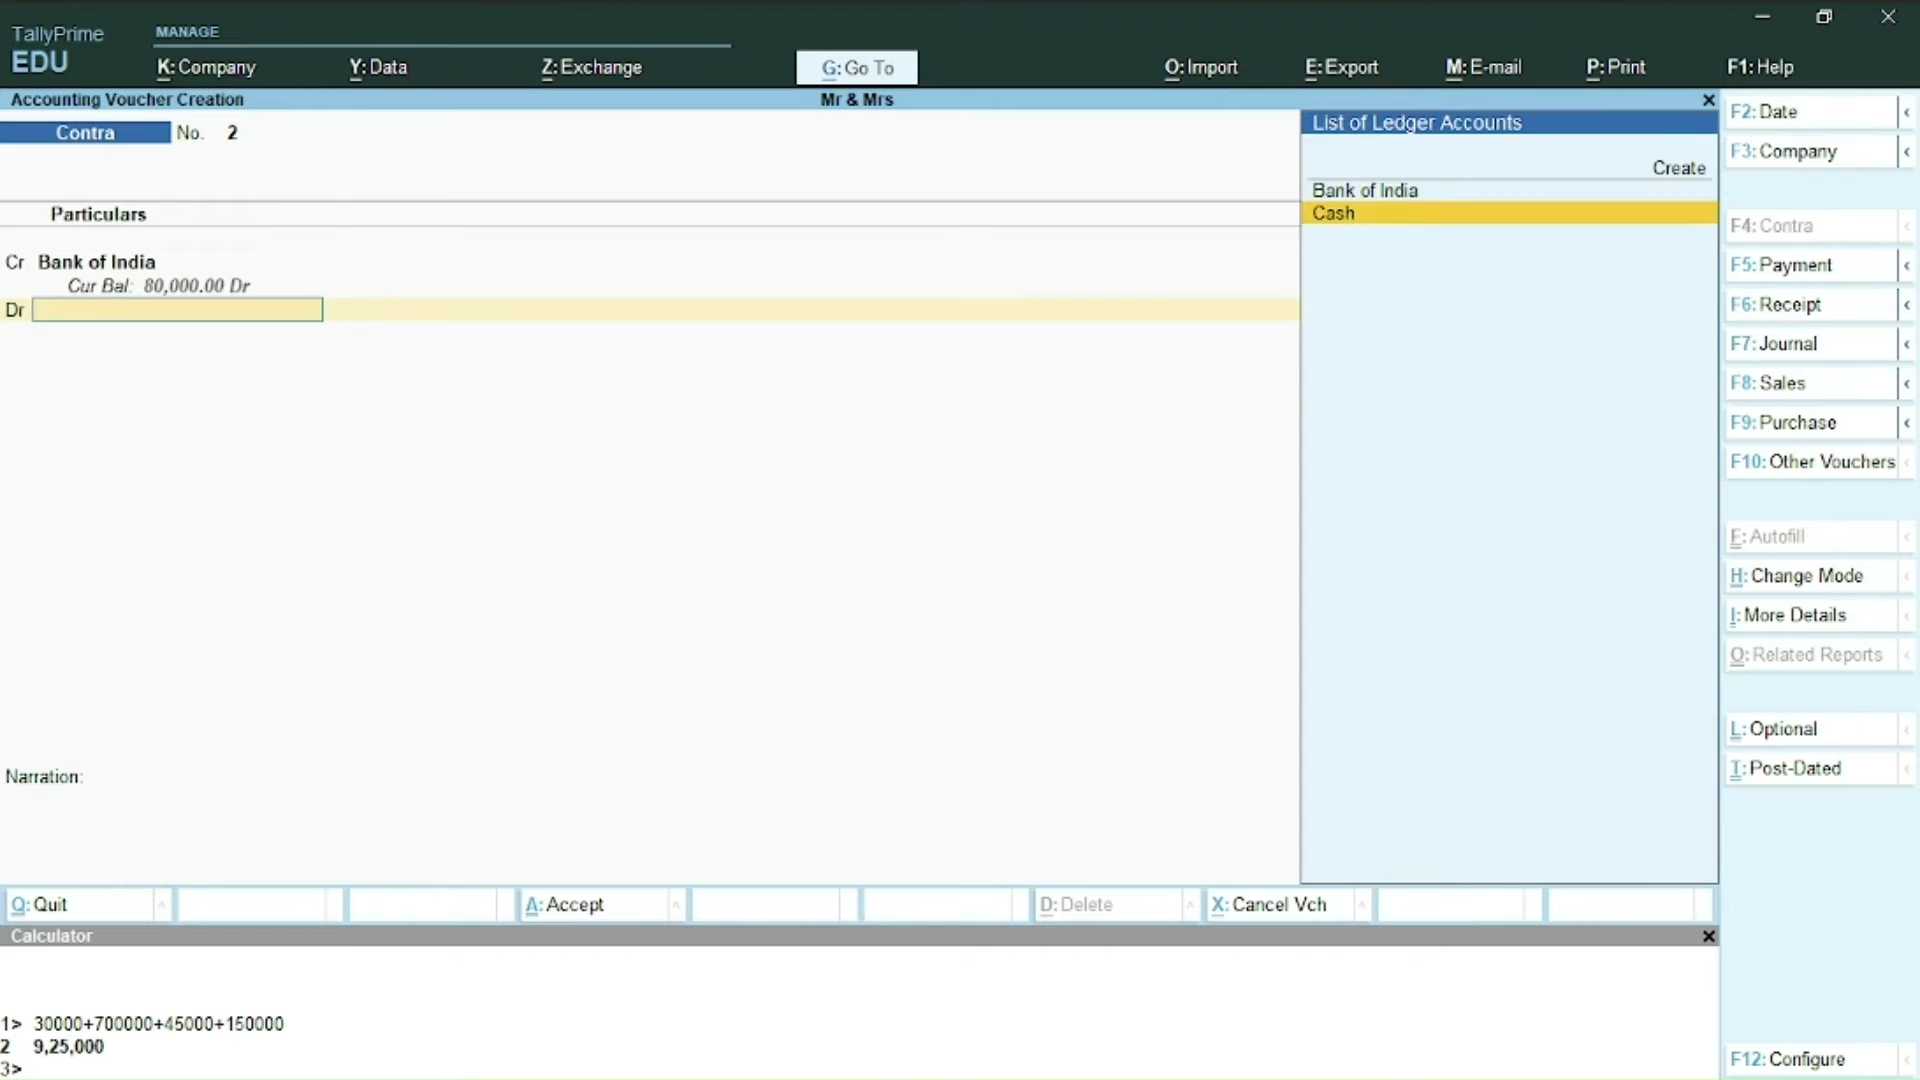 TallyPrime
EDU
MANAGE
K: Company
Y: Data
Z: Exchange
G: Go To
O: Import
E: Export
M: E-mail
P: Print
F1: Help
Accounting Voucher Creation
Mr & Mrs
Contra No. 2
Particulars
Cr Bank of India
Cur Bal: 80,000.00 Dr
Dr
Narration:
List of Ledger Accounts
Create
Bank of India
Cash
F2: Date
F3: Company
F4: Contra
F5: Payment
F6: Receipt
F7: Journal
F8: Sales
F9: Purchase
F10: Other Vouchers
F: Autofill
H: Change Mode
I: More Details
O: Related Reports
L: Optional
T: Post-Dated
F12: Configure
Q: Quit
A: Accept
D: Delete
X: Cancel Vch
Calculator
1> 30000+700000+45000+150000
2 9,25,000
3>